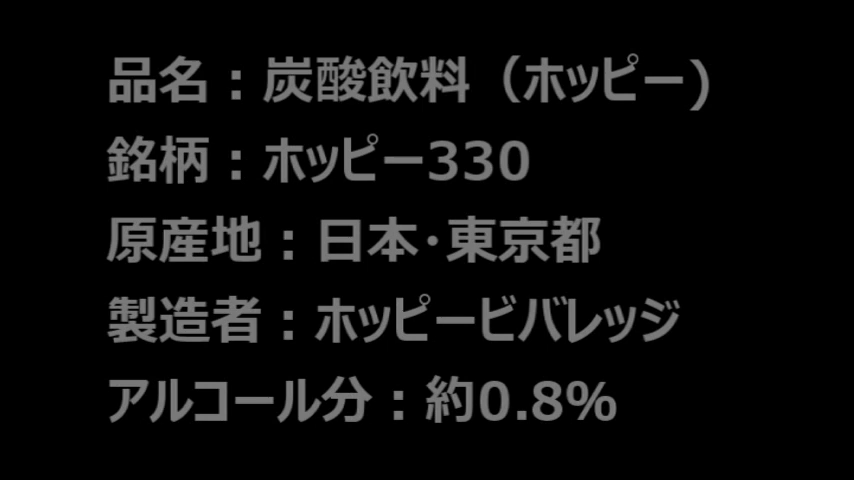 品名：炭酸飲料（ホッピー)
銘柄：ホッピー330
原産地：日本･東京都
製造者：ホッピービバレッジ
アルコール分：約0.8%